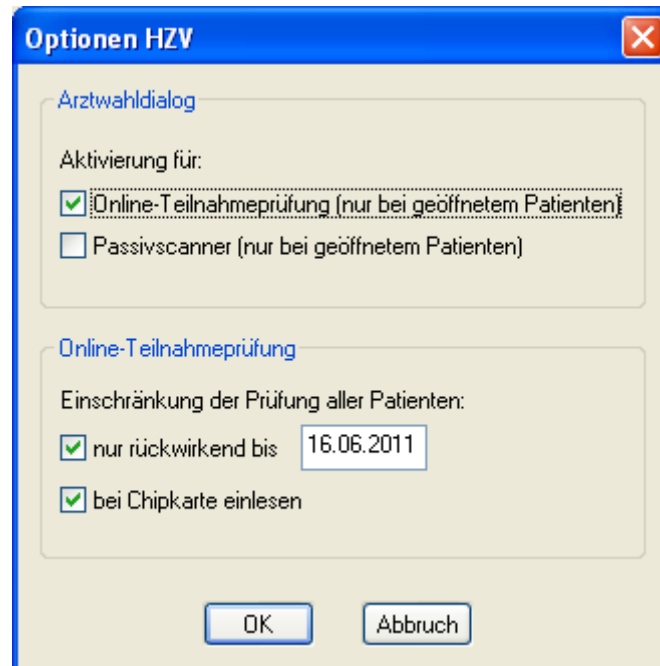 Optionen HZV
Arztwahldialog
Aktivierung für:
Online-Teilnahmeprüfung (nur bei geöffnetem Patienten)
Passivscanner (nur bei geöffnetem Patienten)
Online-Teilnahmeprüfung
Einschränkung der Prüfung aller Patienten:
nur rückwirkend bis 16.06.2011
bei Chipkarte einlesen
OK Abbruch